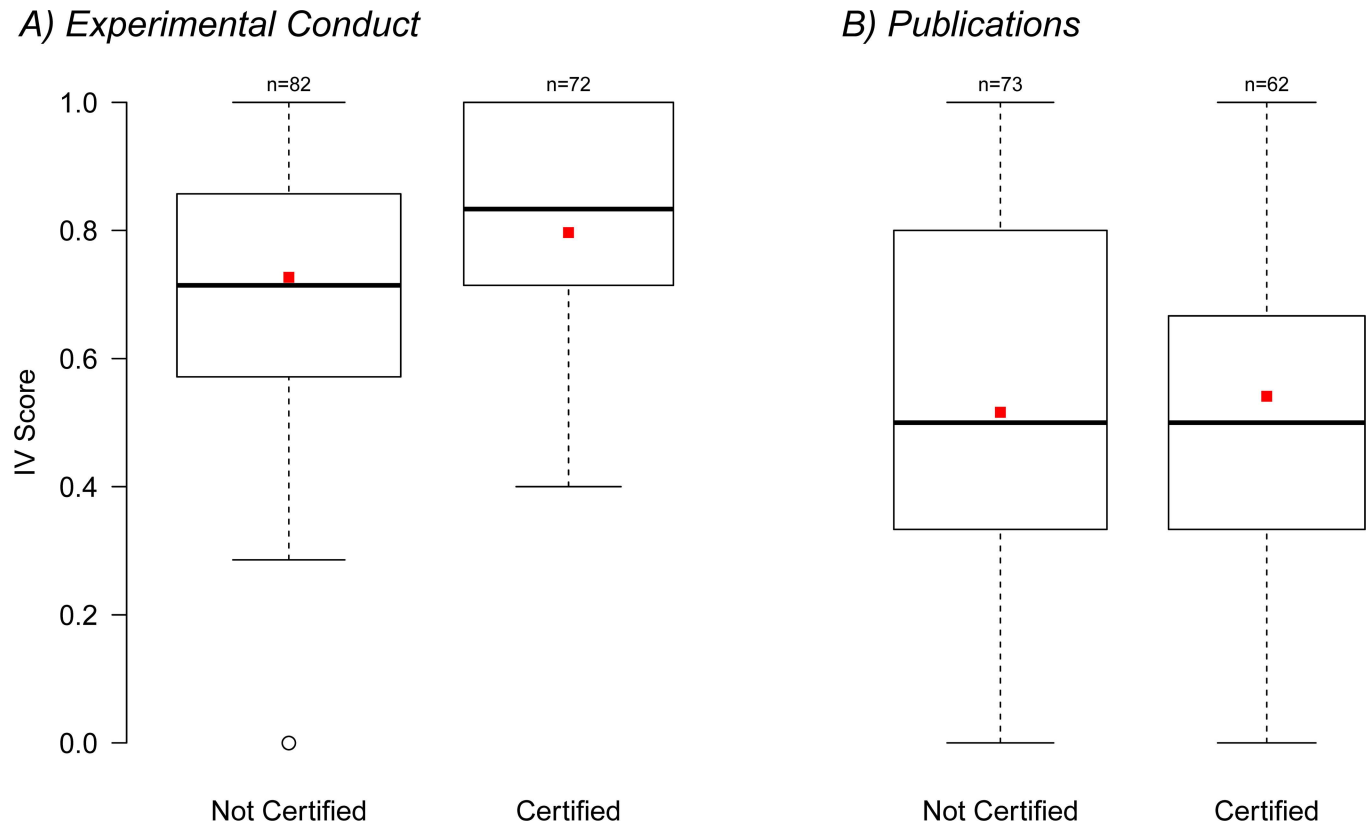 A) Experimental Conduct
B) Publications
n=82
n=72
n=73
n=62
1.0
0.8
0.6
0.4
0.2
0.0
IV Score
Not Certified
Certified
Not Certified
Certified